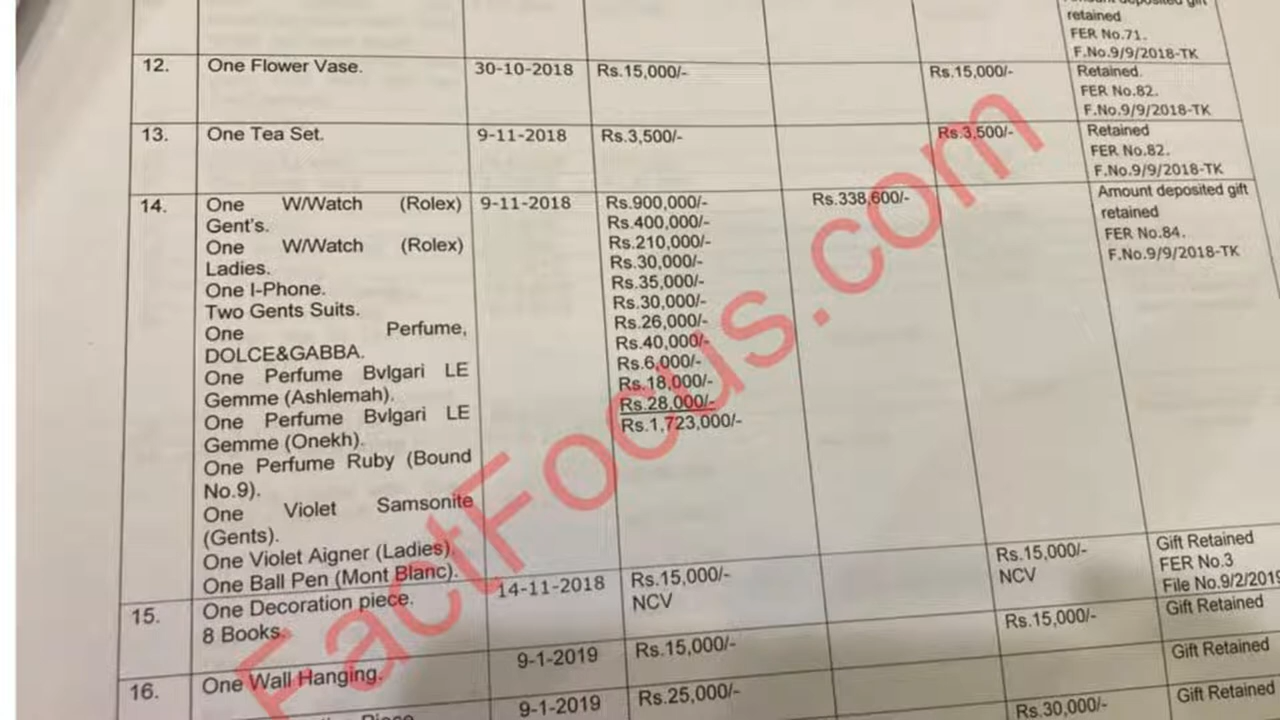 Amount deposited gift
retained
FER No.71.
F.No.9/9/2018-TK
12. One Flower Vase. 30-10-2018 Rs.15,000/- Rs.15,000/- Retained.
FER No.82.
F.No.9/9/2018-TK
13. One Tea Set. 9-11-2018 Rs.3,500/- Rs.3,500/- Retained
FER No.82.
F.No.9/9/2018-TK
14. One W/Watch (Rolex)
Gent's.
One W/Watch (Rolex)
Ladies.
One I-Phone.
Two Gents Suits.
One Perfume,
DOLCE&GABBA.
One Perfume Bvlgari LE
Gemme (Ashlemah).
One Perfume Bvlgari LE
Gemme (Onekh).
One Perfume Ruby (Bound
No.9).
One Violet Samsonite
(Gents).
One Violet Aigner (Ladies).
One Ball Pen (Mont Blanc).
9-11-2018
Rs.900,000/-
Rs.400,000/-
Rs.210,000/-
Rs.30,000/-
Rs.35,000/-
Rs.30,000/-
Rs.26,000/-
Rs.40,000/-
Rs.6,000/-
Rs.18,000/-
Rs.28,000/-
Rs.1,723,000/-
Rs.338,600/-
Amount deposited gift
retained
FER No.84.
F.No.9/9/2018-TK
15. One Decoration piece.
8 Books.
14-11-2018
Rs.15,000/-
NCV
Rs.15,000/-
NCV
Gift Retained
FER No.3
File No.9/2/2019
16. One Wall Hanging. 9-1-2019 Rs.15,000/- Rs.15,000/- Gift Retained
Gift Retained
Piece 9-1-2019 Rs.25,000/- Rs.30,000/- Gift Retained
FactFocus.com